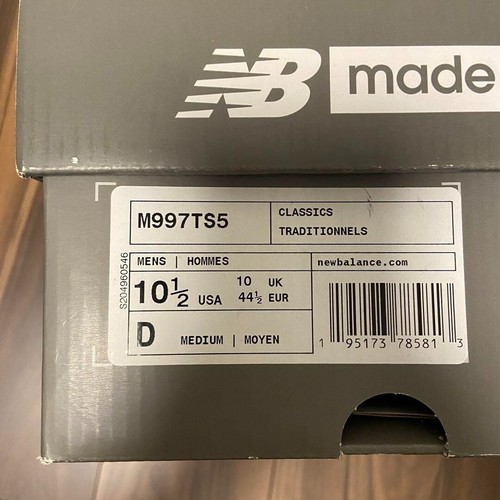 NB made
M997TS5
CLASSICS
TRADITIONNELS
MENS | HOMMES
newbalance.com
S204960546
10½ USA
10 UK
44½ EUR
D MEDIUM | MOYEN
1 95173 78581 3